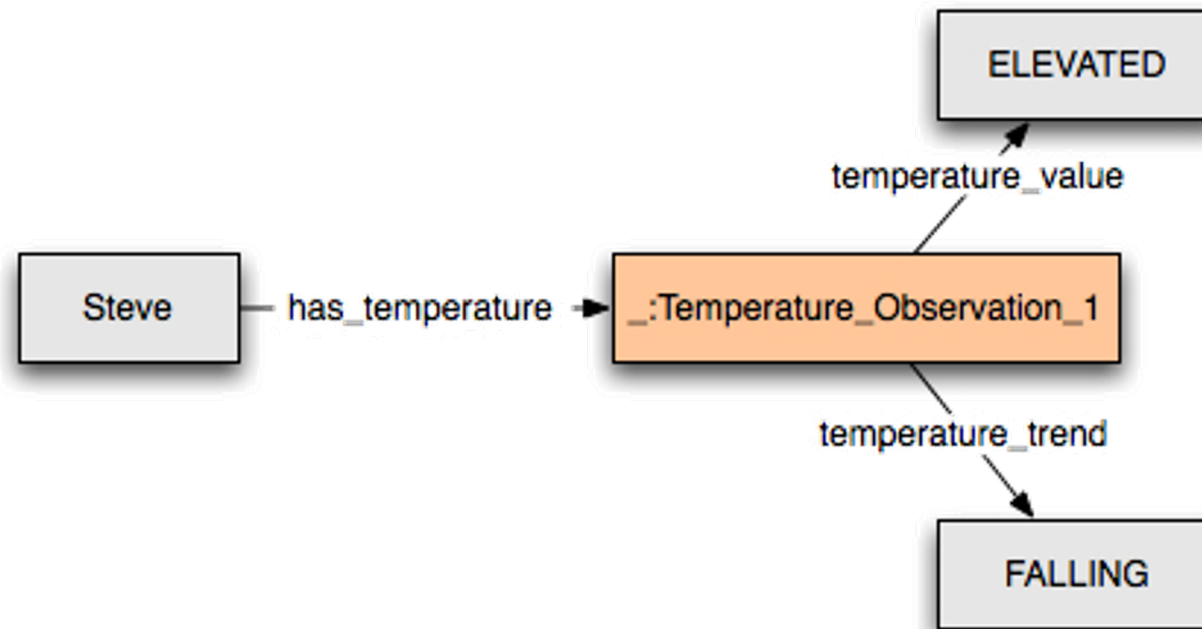 ELEVATED
temperature_value
Steve
has_temperature
_:Temperature_Observation_1
temperature_trend
FALLING